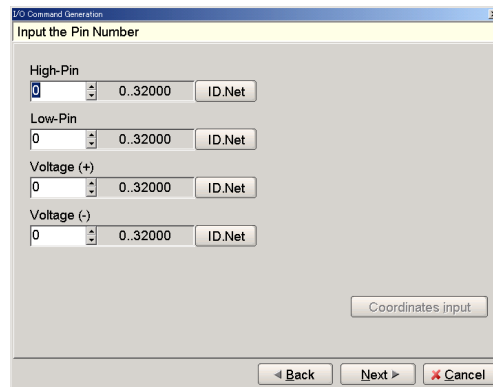 I/O Command Generation
Input the Pin Number
High-Pin
0 0..32000 ID.Net
Low-Pin
0 0..32000 ID.Net
Voltage (+)
0 0..32000 ID.Net
Voltage (-)
0 0..32000 ID.Net
Coordinates input
Back Next Cancel